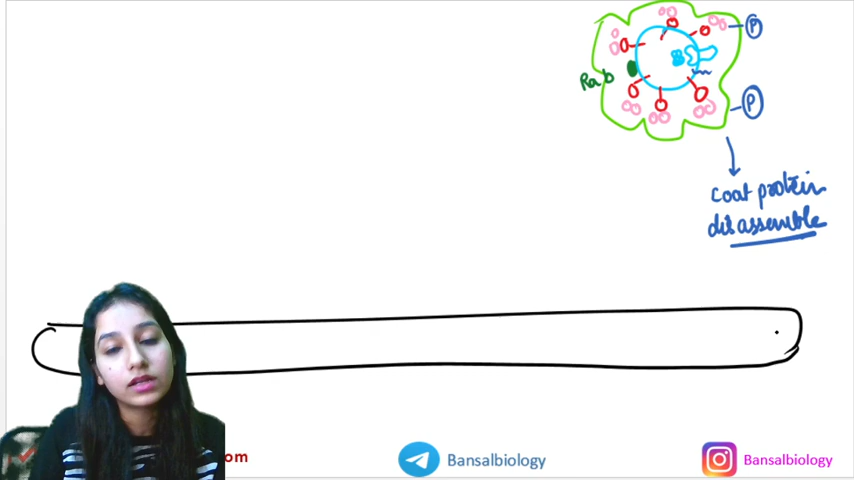 P
Rab
P
coat protein
disassemble
om
Bansalbiology
Bansalbiology